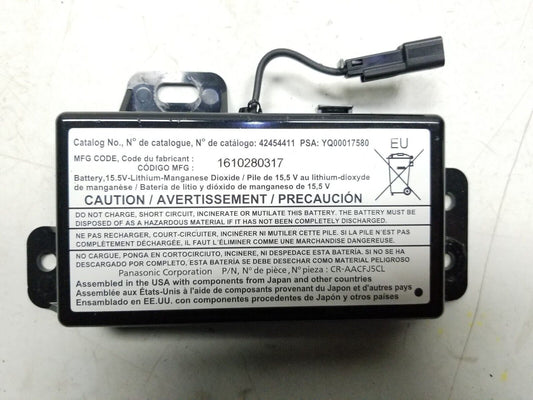 Catalog No., N° de catalogue, N° de catálogo: 42454411 PSA: YQ00017580
EU
MFG CODE, Code du fabricant :
CÓDIGO MFG :
1610280317
Battery,15.5V-Lithium-Manganese Dioxide / Pile de 15,5 V au lithium-dioxyde
de manganèse / Batería de litio y dióxido de manganeso de 15,5 V
CAUTION / AVERTISSEMENT / PRECAUCIÓN
DO NOT CHARGE, SHORT CIRCUIT, INCINERATE OR MUTILATE THIS BATTERY. THE BATTERY MUST BE
DISPOSED OF AS A HAZARDOUS MATERIAL IF IT HAS NOT BEEN COMPLETELY DISCHARGED.
NE PAS RECHARGER, COURT-CIRCUITER, INCINÉRER NI MUTILER CETTE PILE. SI ELLE N'EST PAS
COMPLÈTEMENT DÉCHARGÉE, IL FAUT L'ÉLIMINER COMME UNE MARCHANDISE DANGEREUSE.
NO CARGUE, PONGA EN CORTOCIRCUITO, INCINERE, NI DESPEDACE ESTA BATERÍA. SI NO SE HA
DESCARGADO POR COMPLETO, ESTA BATERÍA DEBE ELIMINARSE COMO MATERIAL PELIGROSO
Panasonic Corporation P/N, N° de pièce, N° pieza : CR-AACFJ5CL
Assembled in the USA with components from Japan and other countries
Assemblée aux États-Unis à l'aide de composants provenant du Japon et d'autres pays
Ensamblado en EE.UU. con componentes procedentes de Japón y otros países